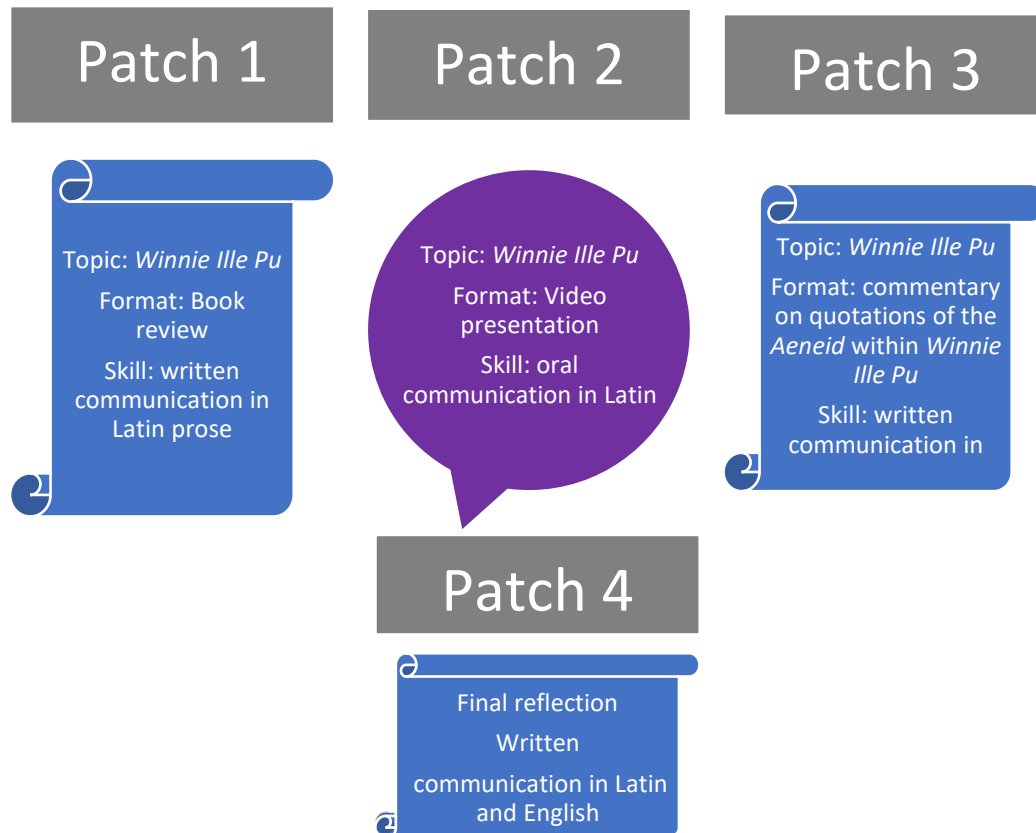 Patch 1
Topic: Winnie Ille Pu
Format: Book
review
Skill: written
communication in
Latin prose
Patch 2
Topic: Winnie Ille Pu
Format: Video
presentation
Skill: oral
communication in Latin
Patch 3
Topic: Winnie Ille Pu
Format: commentary
on quotations of the
Aeneid within Winnie
Ille Pu
Skill: written
communication in
Patch 4
Final reflection
Written
communication in Latin
and English